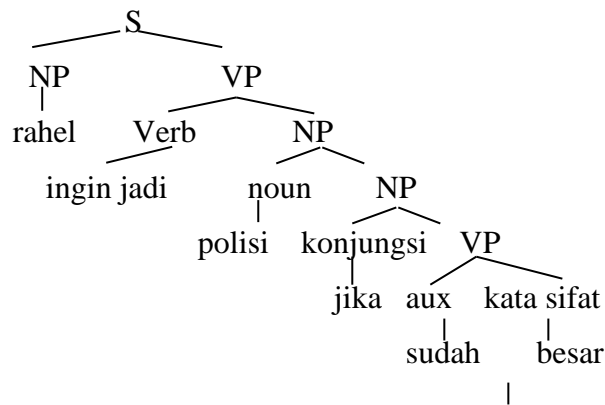 S
NP VP
rahel Verb NP
ingin jadi noun NP
polisi konjungsi VP
jika aux kata sifat
sudah besar